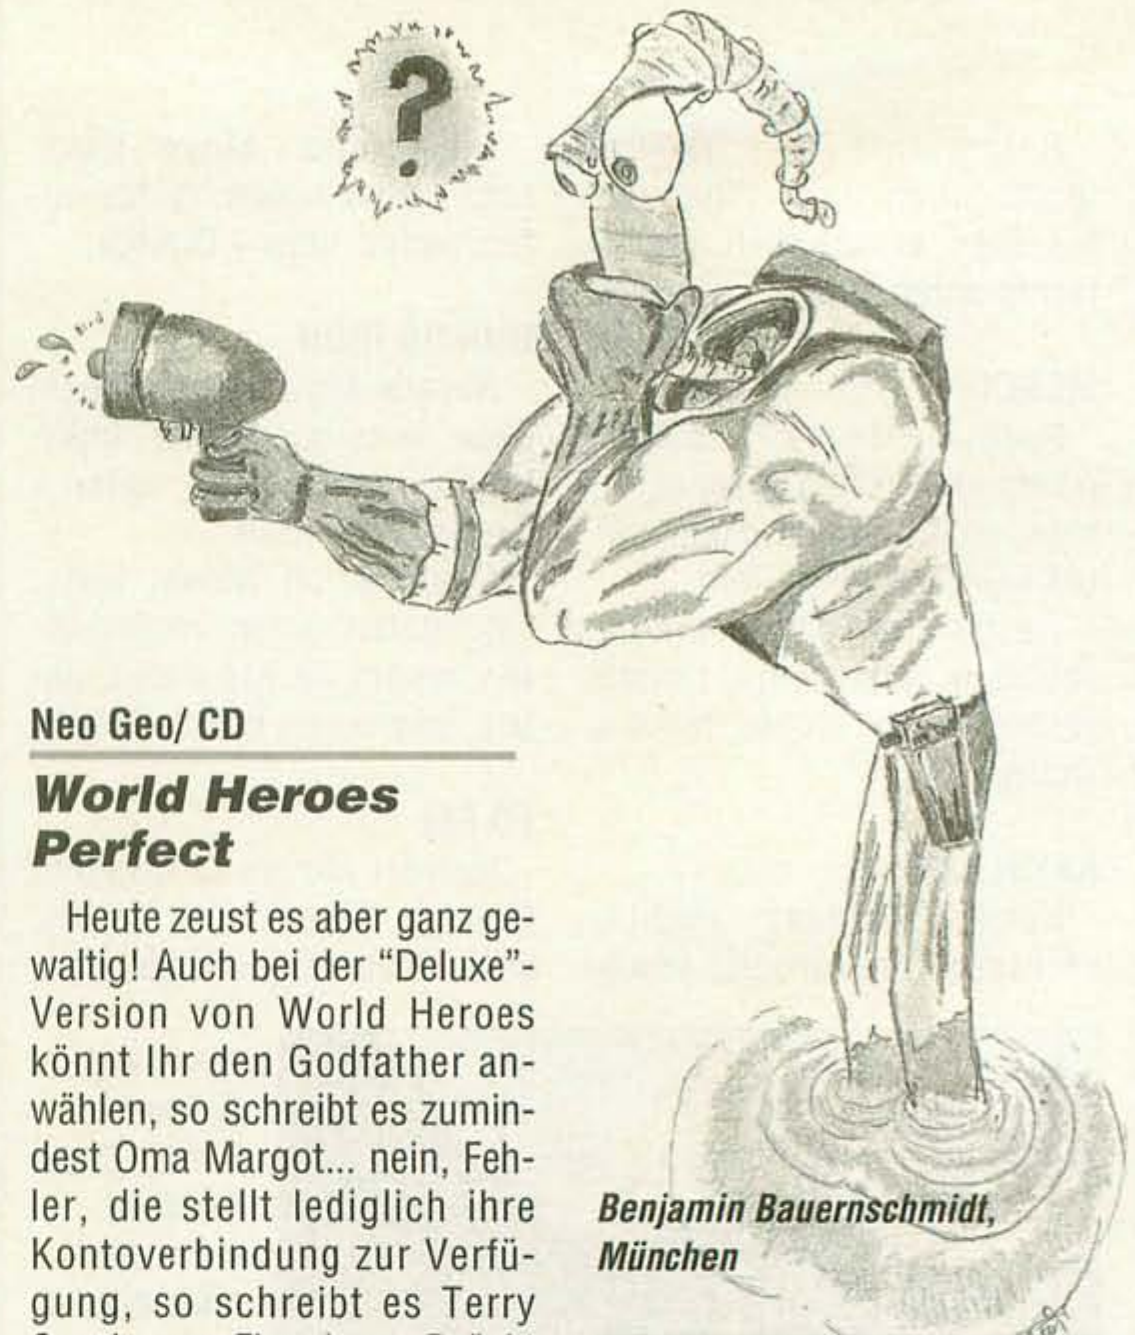 ?
Neo Geo/ CD
World Heroes
Perfect
Heute zeust es aber ganz ge-
waltig! Auch bei der “Deluxe”-
Version von World Heroes
könnt Ihr den Godfather an-
wählen, so schreibt es zumin-
dest Oma Margot... nein, Feh-
ler, die stellt lediglich ihre
Kontoverbindung zur Verfü-
gung, so schreibt es Terry
Benjamin Bauernschmidt,
München